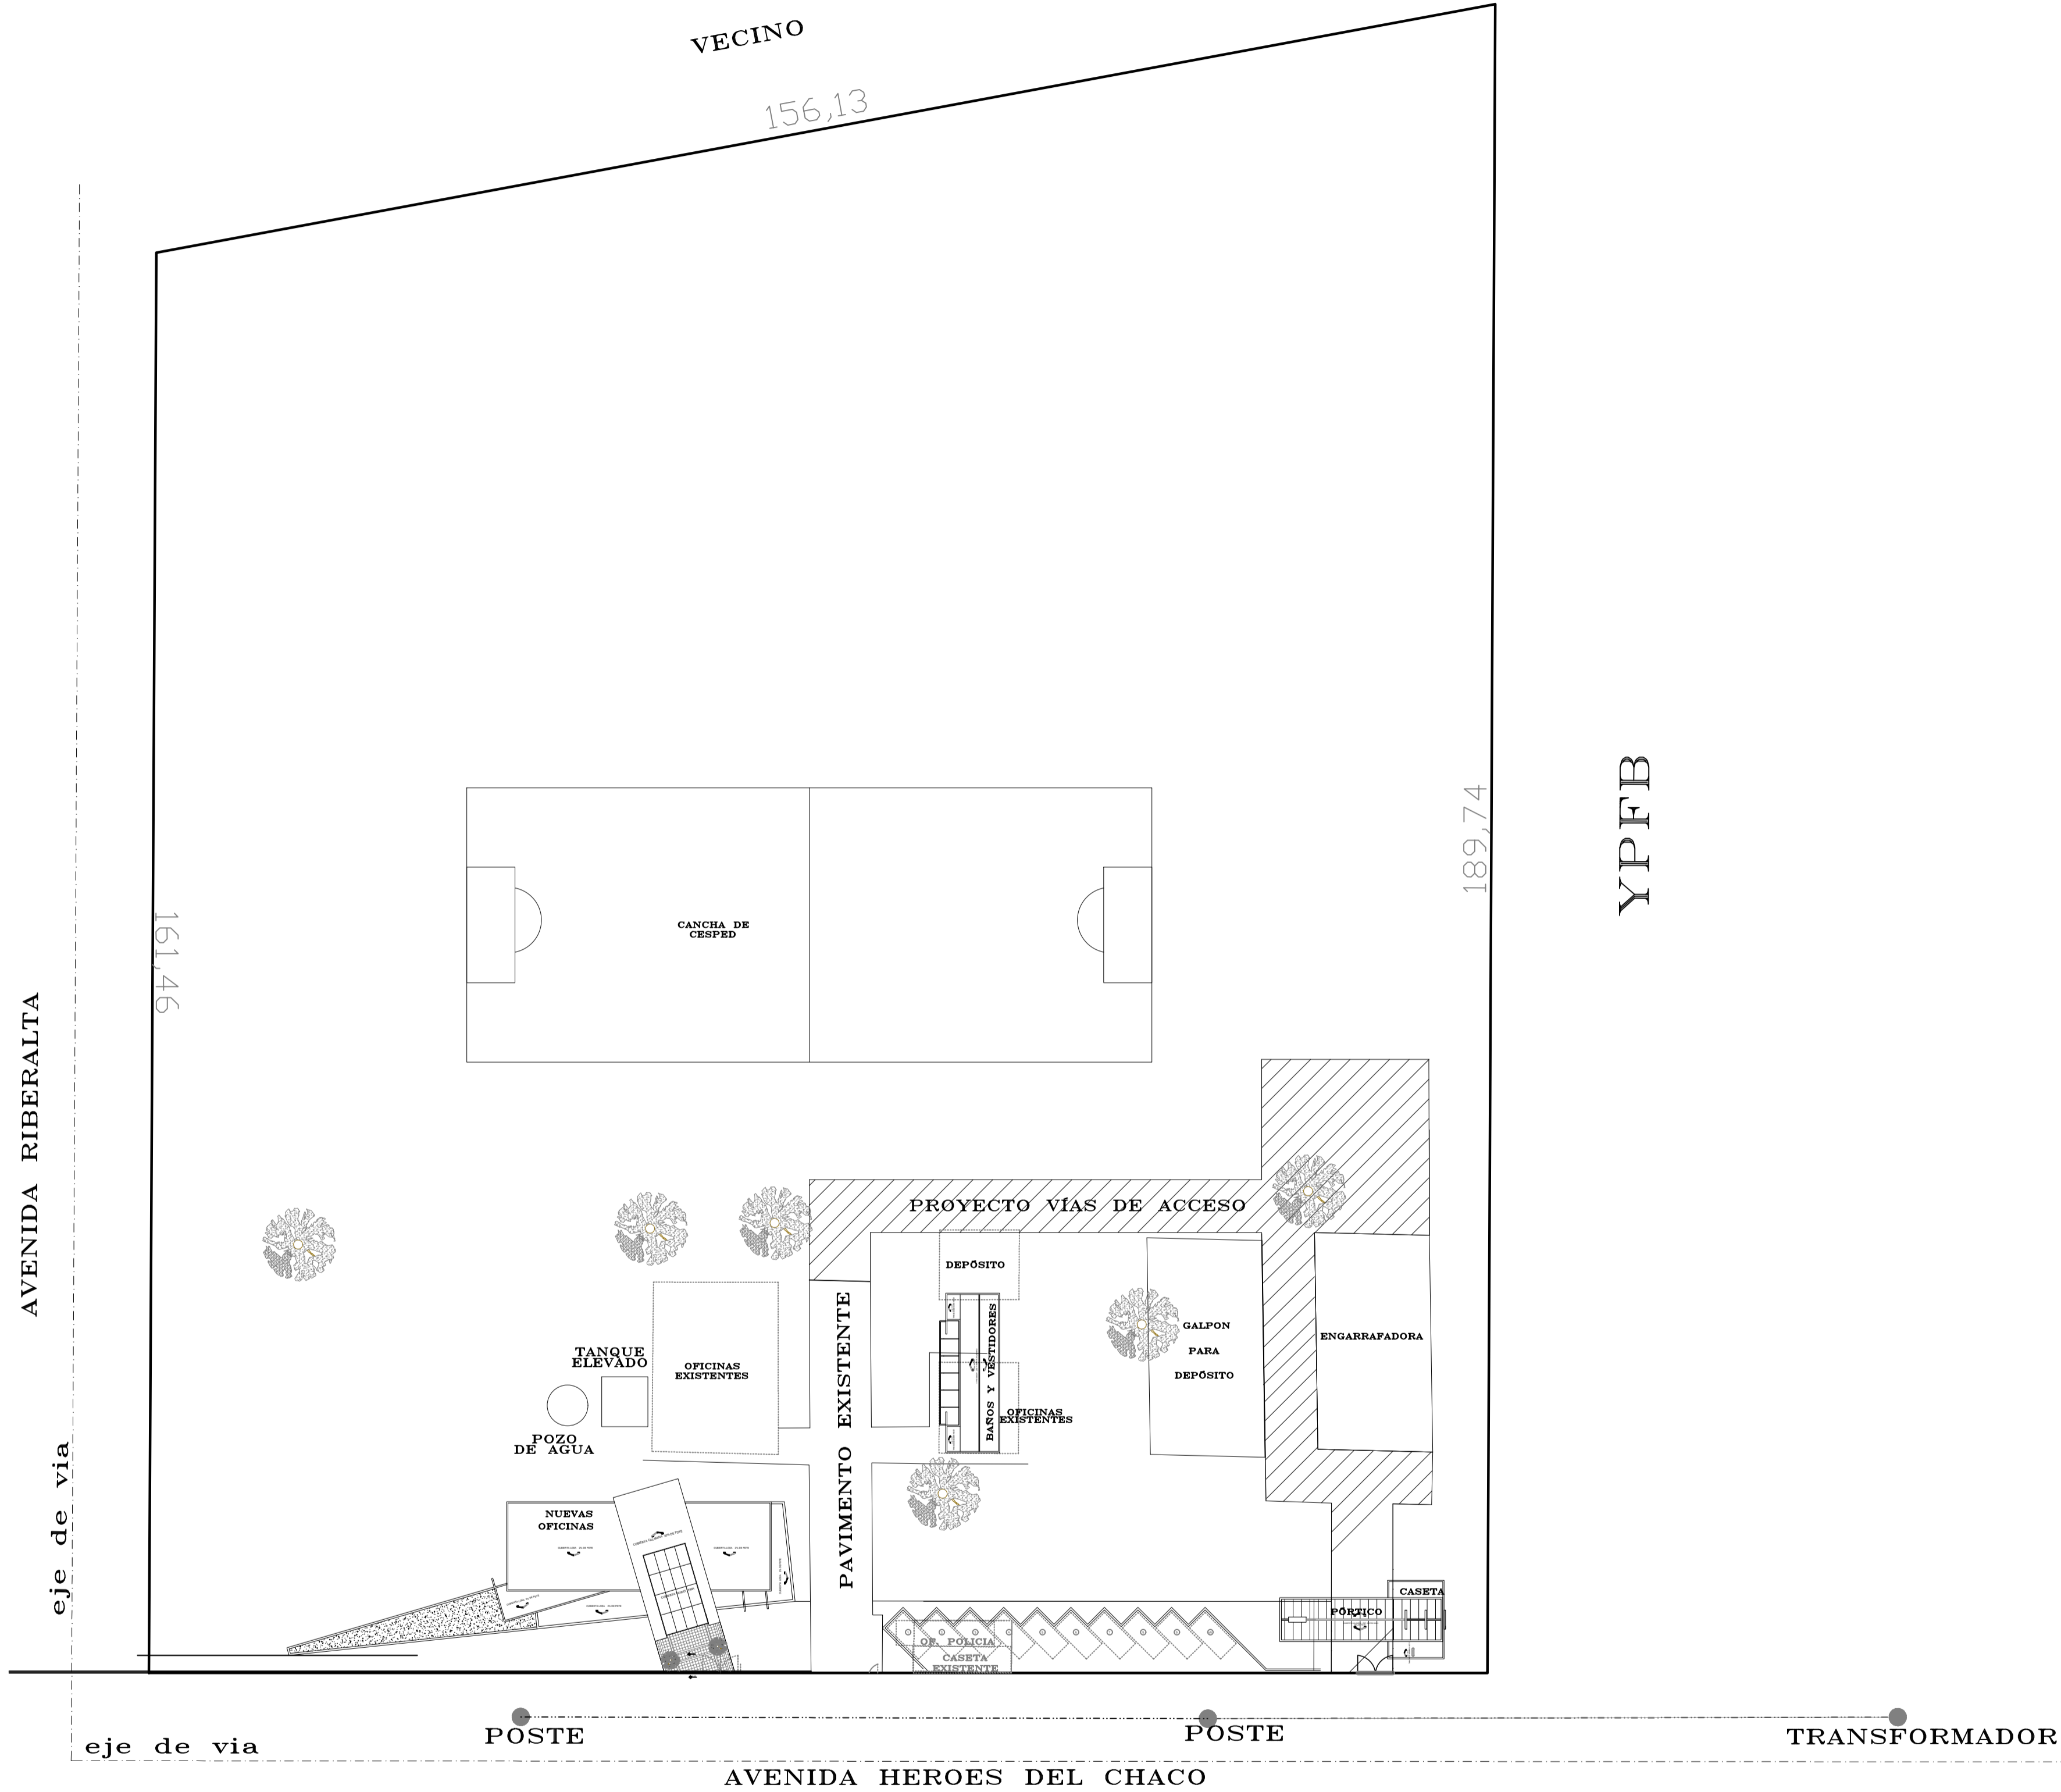 VECINO
156,13
YPFB
189,74
161,46
CANCHA DE
CESPED
AVENIDA RIBERALTA
PROYECTO VÍAS DE ACCESO
DEPÓSITO
BAÑOS Y VESTIDORES
PAVIMENTO EXISTENTE
GALPON
PARA
DEPÓSITO
ENGARRAFADORA
TANQUE
ELEVADO
OFICINAS
EXISTENTES
OFICINAS
EXISTENTES
POZO
DE AGUA
eje de via
NUEVAS
OFICINAS
CASETA
PÓRTICO
OF. POLICIA
CASETA
EXISTENTE
POSTE
POSTE
TRANSFORMADOR
eje de via
AVENIDA HEROES DEL CHACO